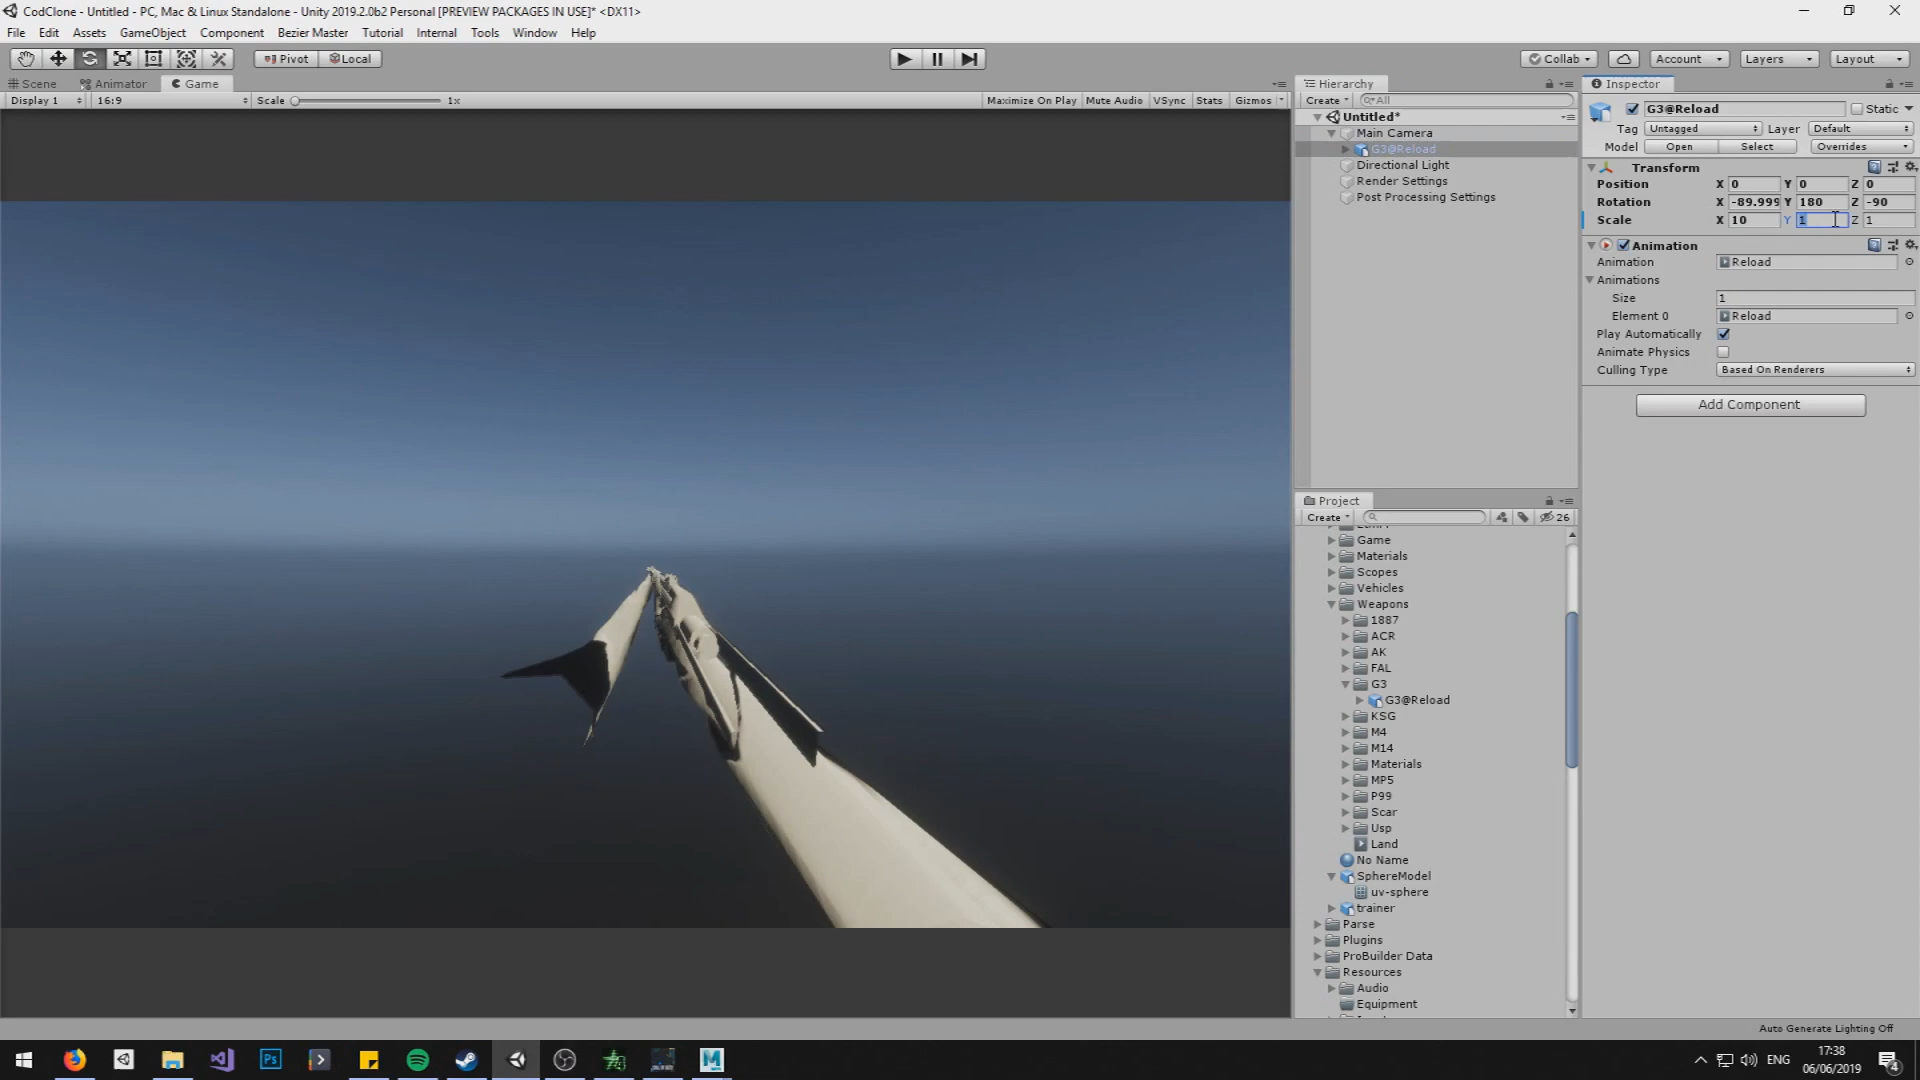 CodClone - Untitled - PC, Mac & Linux Standalone - Unity 2019.2.0b2 Personal [PREVIEW PACKAGES IN USE]* <DX11>
File Edit Assets GameObject Component Bezier Master Tutorial Internal Tools Window Help
Pivot Local Collab Account Layers Layout
Scene Animator Game
Display 1 16:9 Scale 1x Maximize On Play Mute Audio VSync Stats Gizmos
Hierarchy
Create All
Untitled*
Main Camera
G3@Reload
Directional Light
Render Settings
Post Processing Settings
Project
Create 26
Game
Materials
Scopes
Vehicles
Weapons
1887
ACR
AK
FAL
G3
G3@Reload
KSG
M4
M14
Materials
MP5
P99
Scar
Usp
Land
No Name
SphereModel
uv-sphere
trainer
Parse
Plugins
ProBuilder Data
Resources
Audio
Equipment
Inspector
G3@Reload Static
Tag Untagged Layer Default
Model Open Select Overrides
Transform
Position X 0 Y 0 Z 0
Rotation X -89.999 Y 180 Z -90
Scale X 10 Y 1 Z 1
Animation
Animation Reload
Animations
Size 1
Element 0 Reload
Play Automatically
Animate Physics
Culling Type Based On Renderers
Add Component
Auto Generate Lighting Off
Ps ENG 17:38
06/06/2019 4